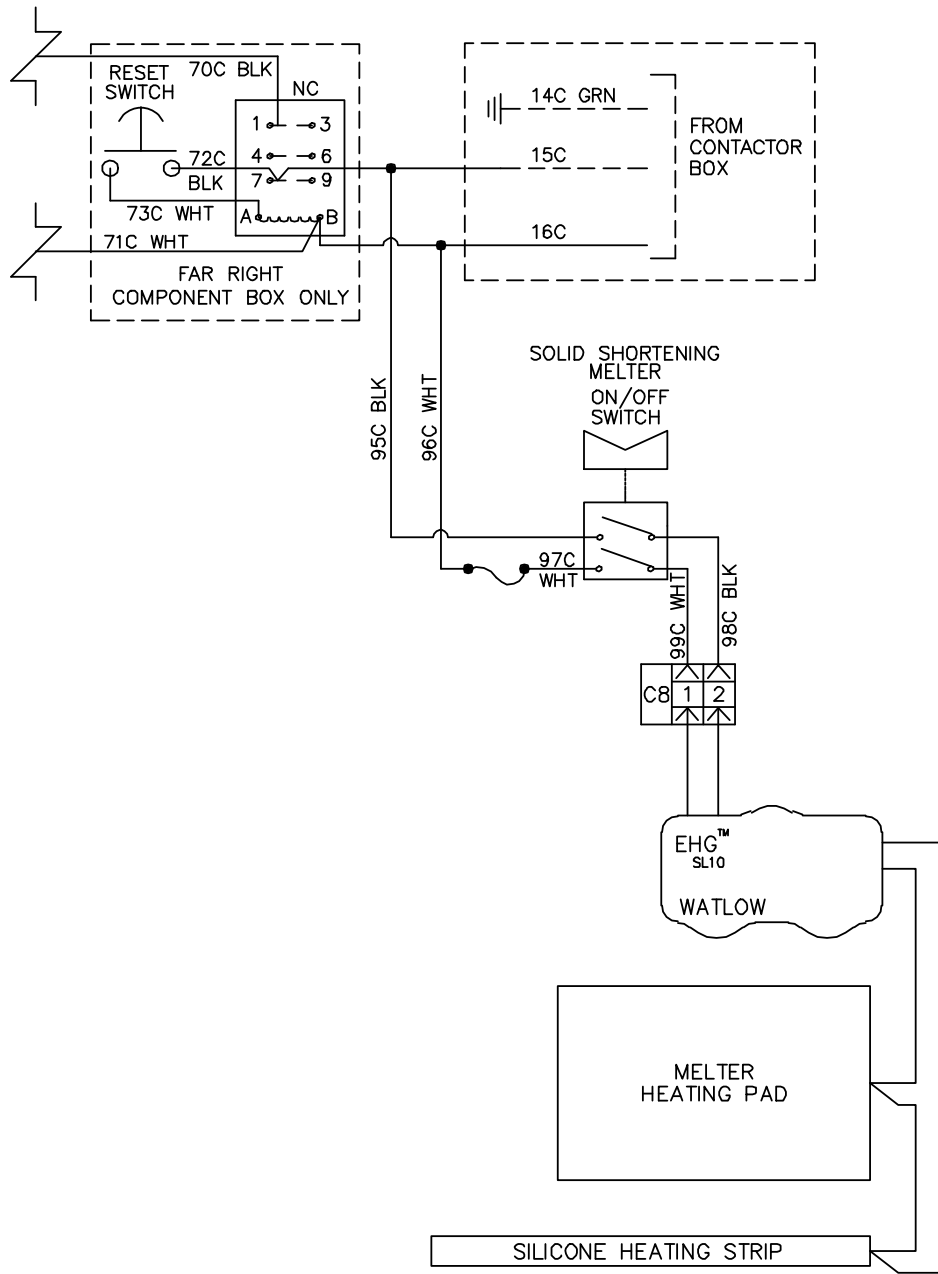 70C BLK
RESET
SWITCH
NC
1 3
4 6
7 9
72C
BLK
73C WHT
A B
71C WHT
FAR RIGHT
COMPONENT BOX ONLY
14C GRN
15C
16C
FROM
CONTACTOR
BOX
SOLID SHORTENING
MELTER
ON/OFF
SWITCH
95C BLK
96C WHT
97C
WHT
99C WHT
98C BLK
C8 1 2
EHG™
SL10
WATLOW
MELTER
HEATING PAD
SILICONE HEATING STRIP